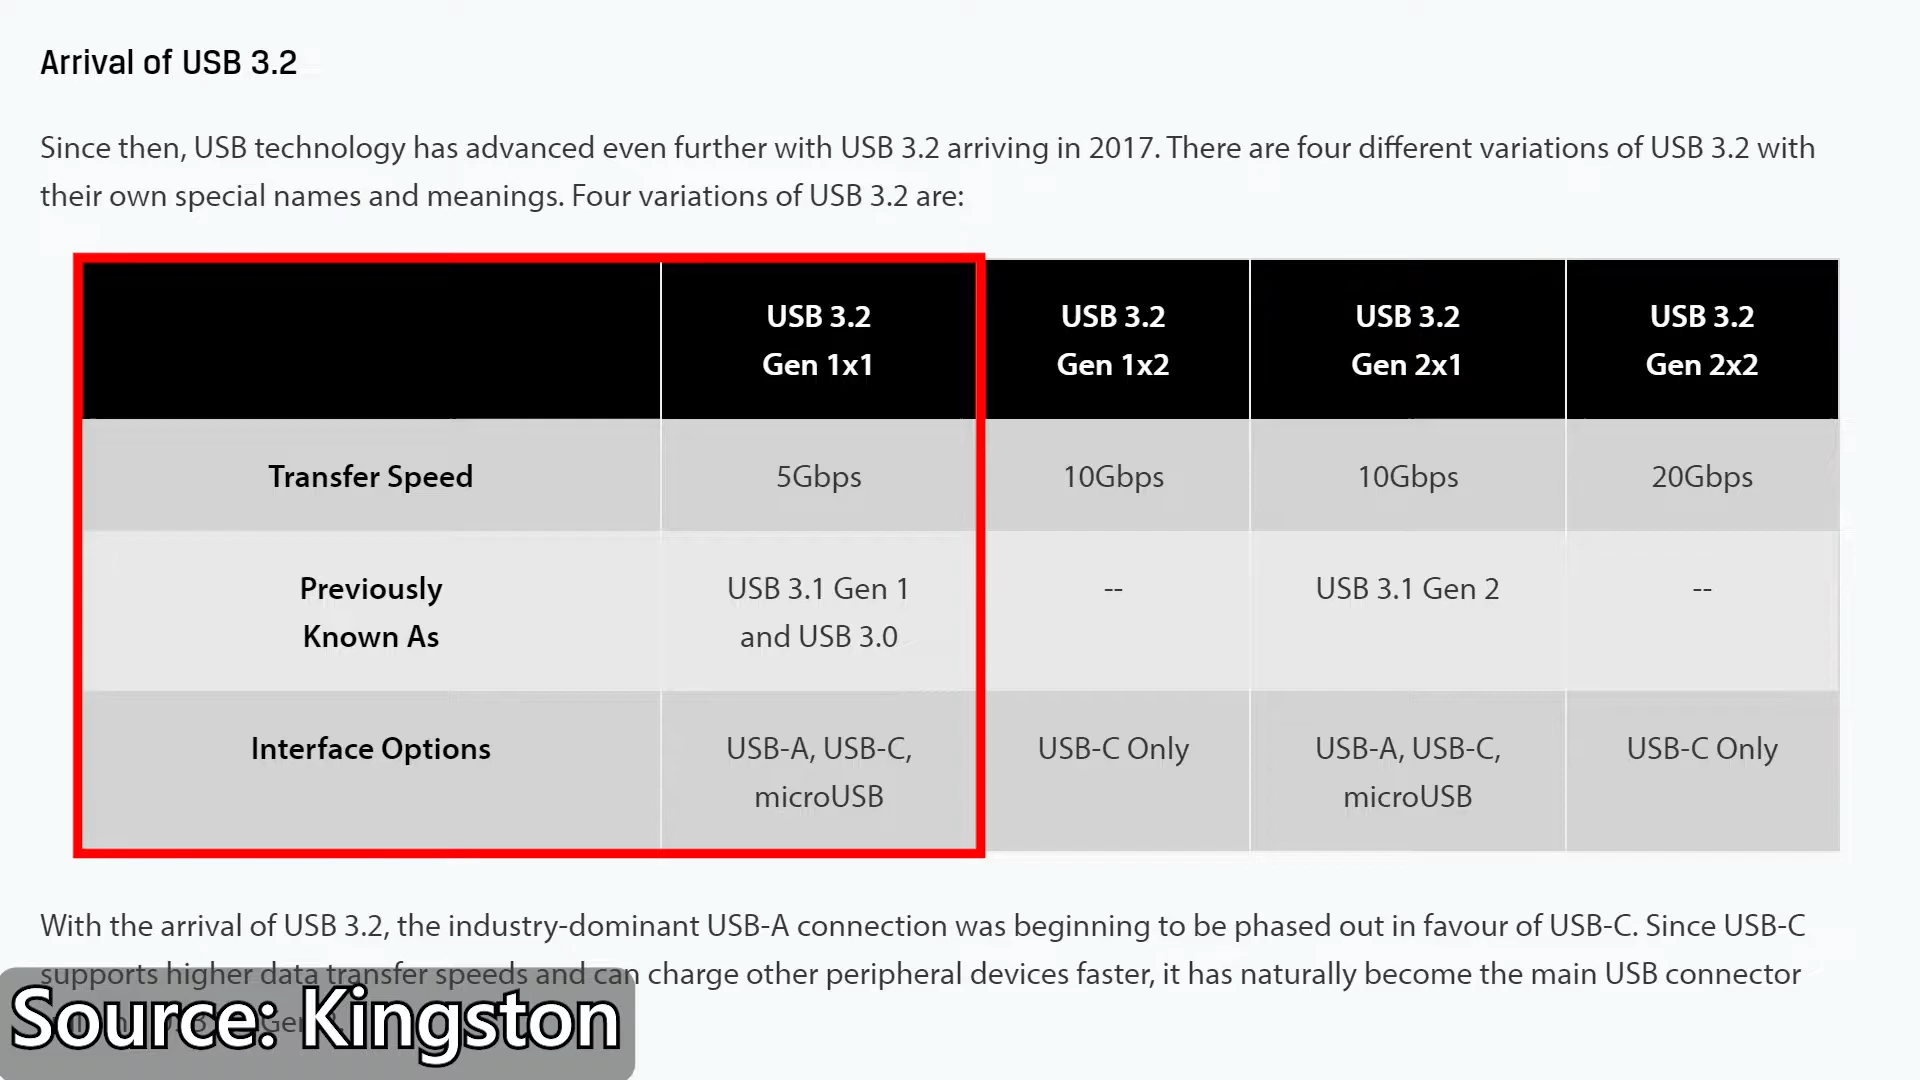 Arrival of USB 3.2
Since then, USB technology has advanced even further with USB 3.2 arriving in 2017. There are four different variations of USB 3.2 with
their own special names and meanings. Four variations of USB 3.2 are:
USB 3.2 Gen 1x1
USB 3.2 Gen 1x2
USB 3.2 Gen 2x1
USB 3.2 Gen 2x2
Transfer Speed 5Gbps 10Gbps 10Gbps 20Gbps
Previously Known As
USB 3.1 Gen 1 and USB 3.0
--
USB 3.1 Gen 2
--
Interface Options
USB-A, USB-C, microUSB
USB-C Only
USB-A, USB-C, microUSB
USB-C Only
With the arrival of USB 3.2, the industry-dominant USB-A connection was beginning to be phased out in favour of USB-C. Since USB-C
supports higher data transfer speeds and can charge other peripheral devices faster, it has naturally become the main USB connector
Source: Kingston